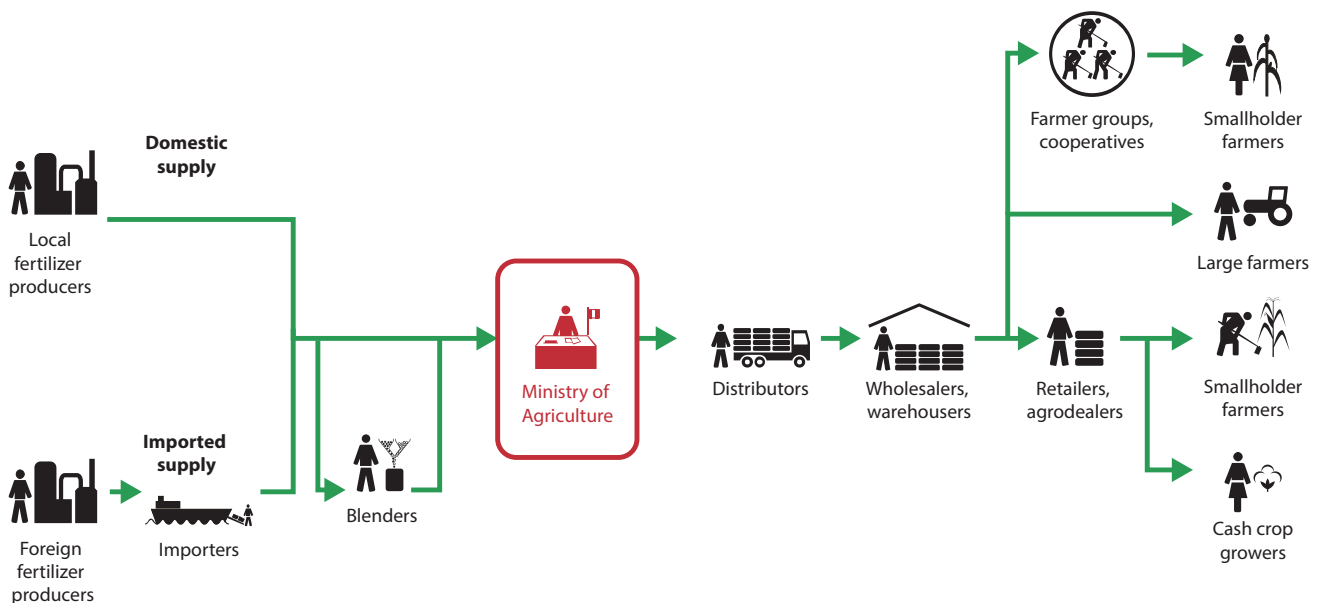 Domestic
supply
Local
fertilizer
producers
Imported
supply
Foreign
fertilizer
producers
Importers
Blenders
Ministry of
Agriculture
Distributors
Wholesalers,
warehousers
Farmer groups,
cooperatives
Smallholder
farmers
Large farmers
Retailers,
agrodealers
Smallholder
farmers
Cash crop
growers